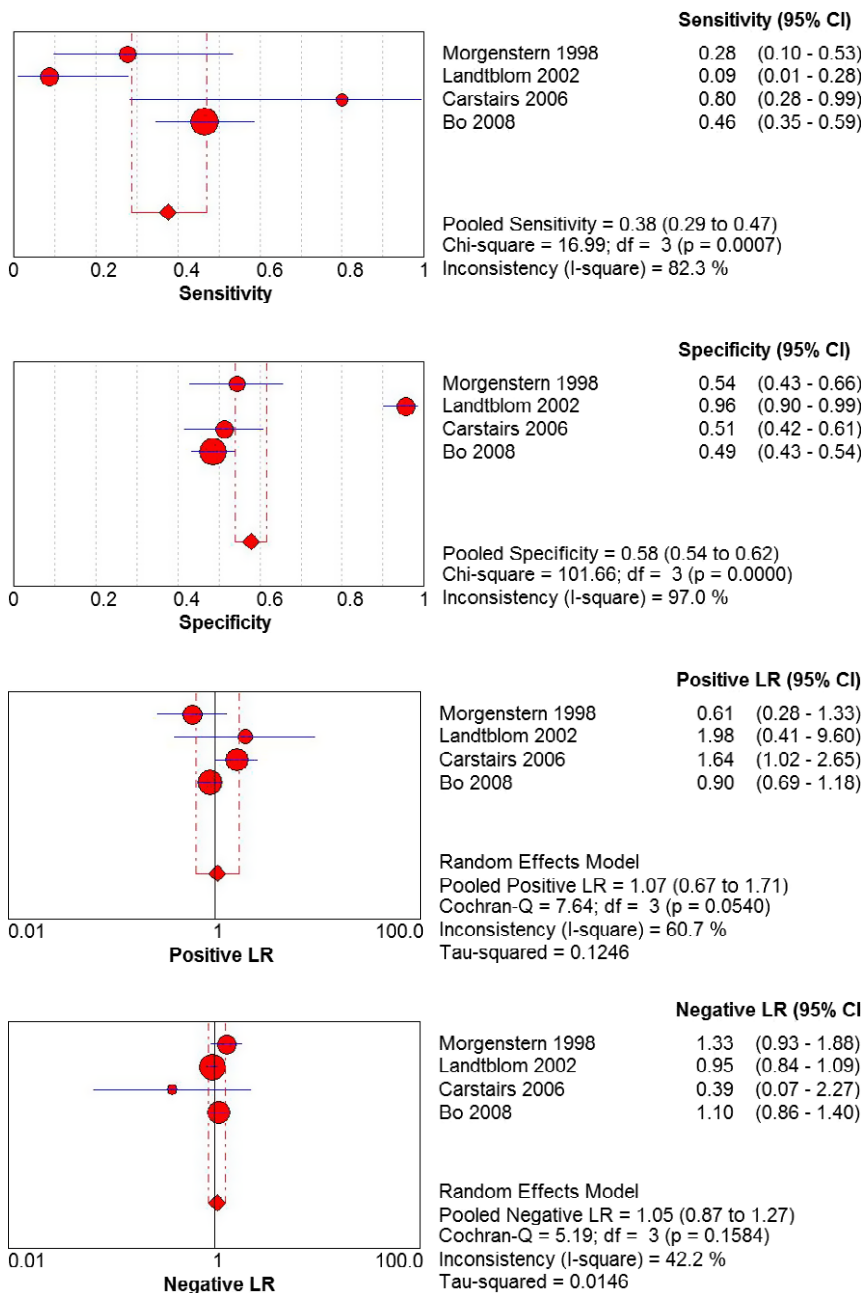 Sensitivity (95% CI)
Morgenstern 1998 0.28 (0.10 - 0.53)
Landtblom 2002 0.09 (0.01 - 0.28)
Carstairs 2006 0.80 (0.28 - 0.99)
Bo 2008 0.46 (0.35 - 0.59)
Pooled Sensitivity = 0.38 (0.29 to 0.47)
Chi-square = 16.99; df = 3 (p = 0.0007)
Inconsistency (I-square) = 82.3 %
0 0.2 0.4 0.6 0.8 1
Sensitivity
Specificity (95% CI)
Morgenstern 1998 0.54 (0.43 - 0.66)
Landtblom 2002 0.96 (0.90 - 0.99)
Carstairs 2006 0.51 (0.42 - 0.61)
Bo 2008 0.49 (0.43 - 0.54)
Pooled Specificity = 0.58 (0.54 to 0.62)
Chi-square = 101.66; df = 3 (p = 0.0000)
Inconsistency (I-square) = 97.0 %
0 0.2 0.4 0.6 0.8 1
Specificity
Positive LR (95% CI)
Morgenstern 1998 0.61 (0.28 - 1.33)
Landtblom 2002 1.98 (0.41 - 9.60)
Carstairs 2006 1.64 (1.02 - 2.65)
Bo 2008 0.90 (0.69 - 1.18)
Random Effects Model
Pooled Positive LR = 1.07 (0.67 to 1.71)
Cochran-Q = 7.64; df = 3 (p = 0.0540)
Inconsistency (I-square) = 60.7 %
Tau-squared = 0.1246
0.01 1 100.0
Positive LR
Negative LR (95% CI
Morgenstern 1998 1.33 (0.93 - 1.88)
Landtblom 2002 0.95 (0.84 - 1.09)
Carstairs 2006 0.39 (0.07 - 2.27)
Bo 2008 1.10 (0.86 - 1.40)
Random Effects Model
Pooled Negative LR = 1.05 (0.87 to 1.27)
Cochran-Q = 5.19; df = 3 (p = 0.1584)
Inconsistency (I-square) = 42.2 %
Tau-squared = 0.0146
0.01 1 100.0
Negative LR